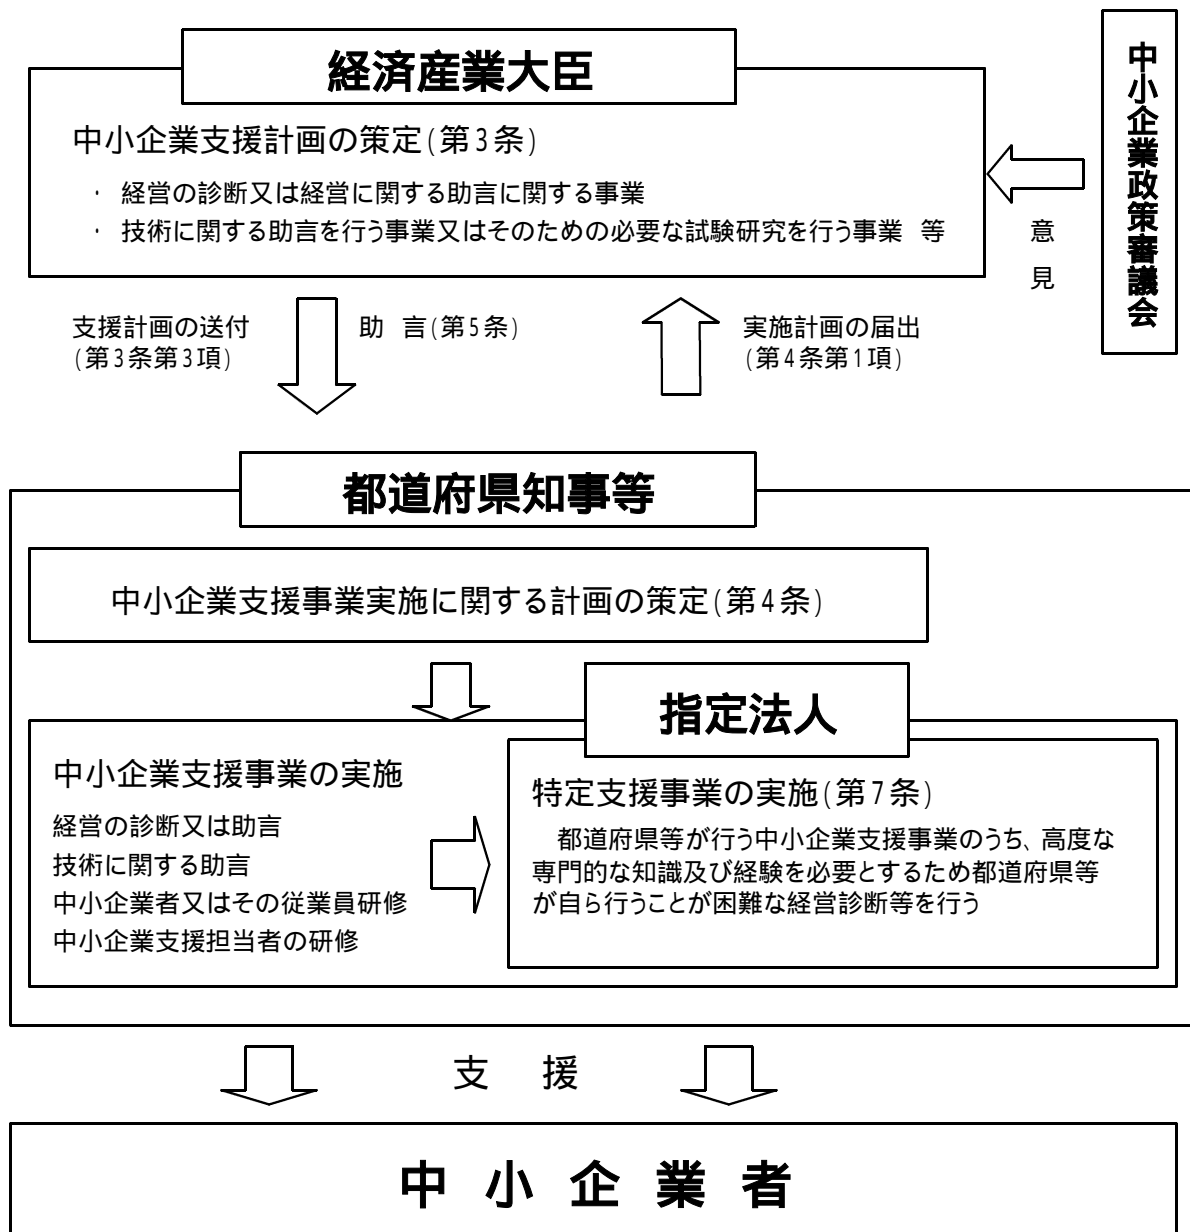 経済産業大臣
中小企業支援計画の策定(第3条)
・ 経営の診断又は経営に関する助言に関する事業
・ 技術に関する助言を行う事業又はそのための必要な試験研究を行う事業 等
意見
中小企業政策審議会
支援計画の送付
(第3条第3項)
助 言(第5条)
実施計画の届出
(第4条第1項)
都道府県知事等
中小企業支援事業実施に関する計画の策定(第4条)
中小企業支援事業の実施
経営の診断又は助言
技術に関する助言
中小企業者又はその従業員研修
中小企業支援担当者の研修
指定法人
特定支援事業の実施(第7条)
都道府県等が行う中小企業支援事業のうち、高度な
専門的な知識及び経験を必要とするため都道府県等
が自ら行うことが困難な経営診断等を行う
支 援
中 小 企 業 者